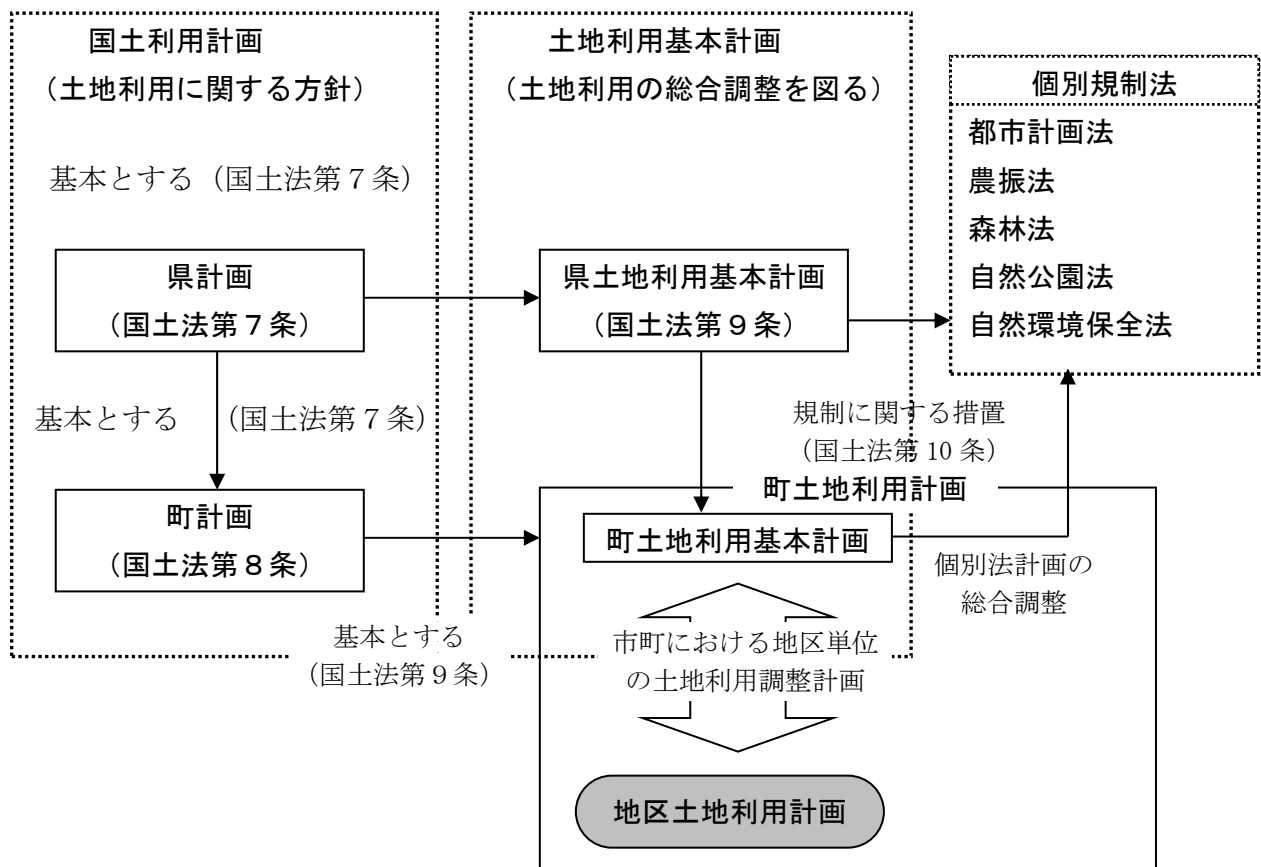 国土利用計画
（土地利用に関する方針）
土地利用基本計画
（土地利用の総合調整を図る）
個別規制法
都市計画法
農振法
森林法
自然公園法
自然環境保全法
基本とする（国土法第７条）
県計画
（国土法第７条）
県土地利用基本計画
（国土法第９条）
基本とする （国土法第７条）
規制に関する措置
（国土法第 10 条）
町土地利用計画
町計画
（国土法第８条）
町土地利用基本計画
個別法計画の
総合調整
基本とする
（国土法第９条）
市町における地区単位
の土地利用調整計画
地区土地利用計画